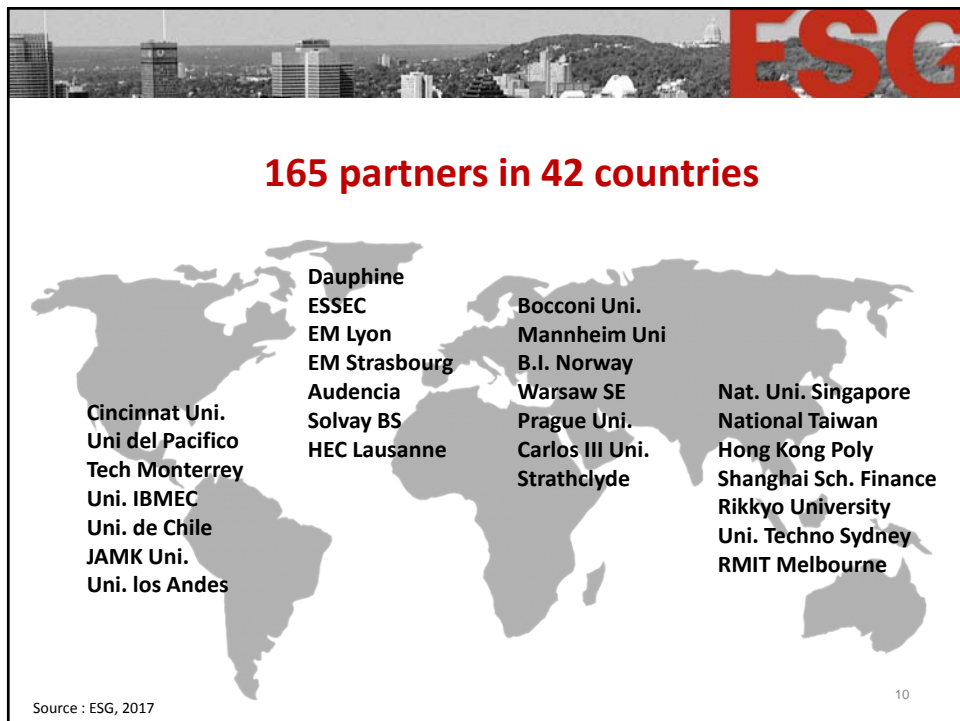 ESG
165 partners in 42 countries
Cincinnat Uni.
Uni del Pacifico
Tech Monterrey
Uni. IBMEC
Uni. de Chile
JAMK Uni.
Uni. los Andes
Dauphine
ESSEC
EM Lyon
EM Strasbourg
Audencia
Solvay BS
HEC Lausanne
Bocconi Uni.
Mannheim Uni
B.I. Norway
Warsaw SE
Prague Uni.
Carlos III Uni.
Strathclyde
Nat. Uni. Singapore
National Taiwan
Hong Kong Poly
Shanghai Sch. Finance
Rikkyo University
Uni. Techno Sydney
RMIT Melbourne
Source : ESG, 2017
10